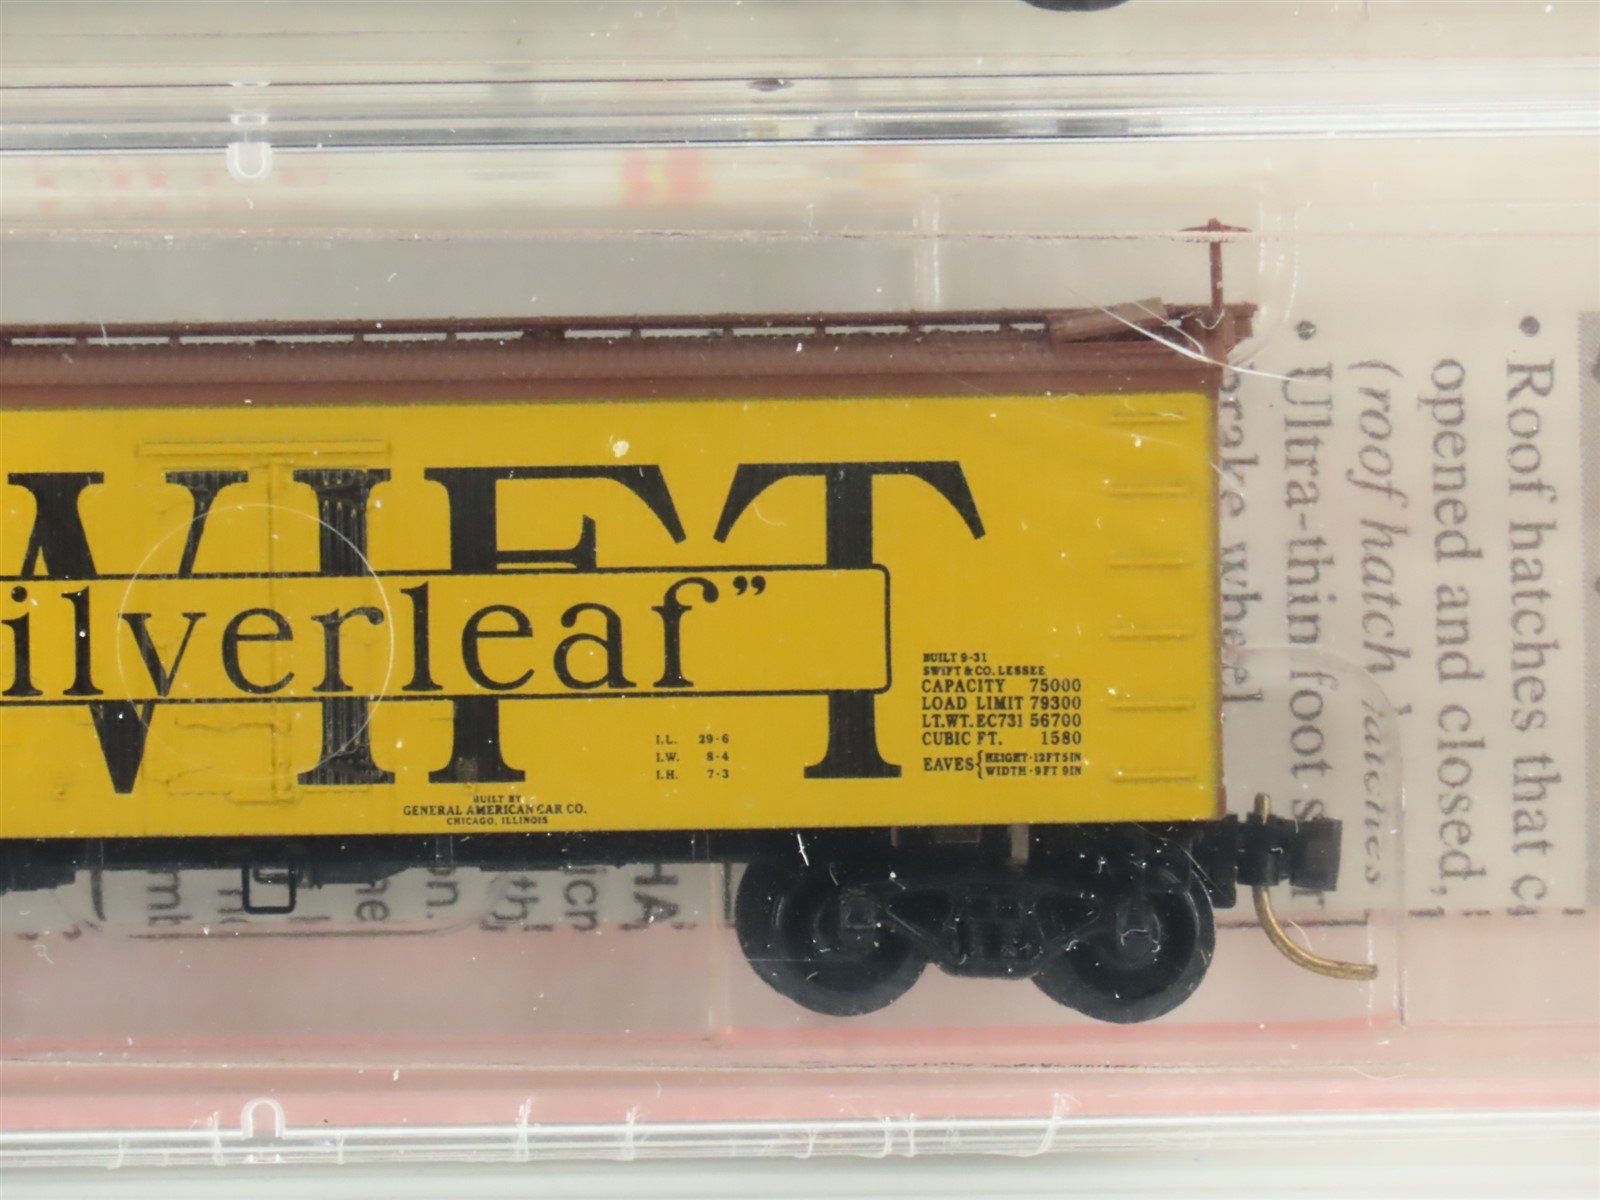 WIFT
ilverleaf”
BUILT 9-31
SWIFT & CO. LESSEE
CAPACITY 75000
LOAD LIMIT 79300
LT. WT. EC731 56700
CUBIC FT. 1580
EAVES { HEIGHT·12FT 5IN
WIDTH·9FT 9IN
I.L. 29-6
I.W. 8-4
I.H. 7-3
BUILT BY
GENERAL AMERICAN CAR CO.
CHICAGO, ILLINOIS
• Roof hatches that c
opened and closed,
(roof hatch
• Ultra-thin foot s
brake wheel